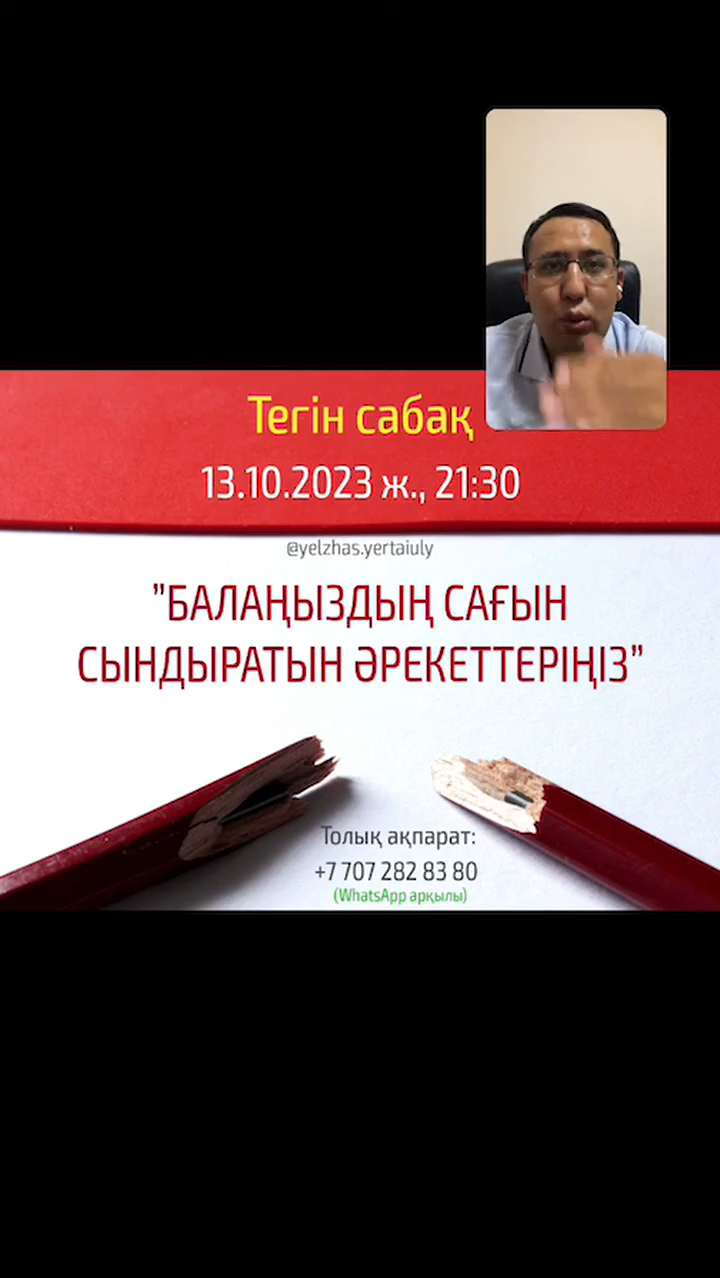 Тегін сабақ
13.10.2023 ж., 21:30
@yelzhas.yertaiuly
"БАЛАҢЫЗДЫҢ САҒЫН
СЫНДЫРАТЫН ӘРЕКЕТТЕРІҢІЗ"
Толық ақпарат:
+7 707 282 83 80
(WhatsApp арқылы)